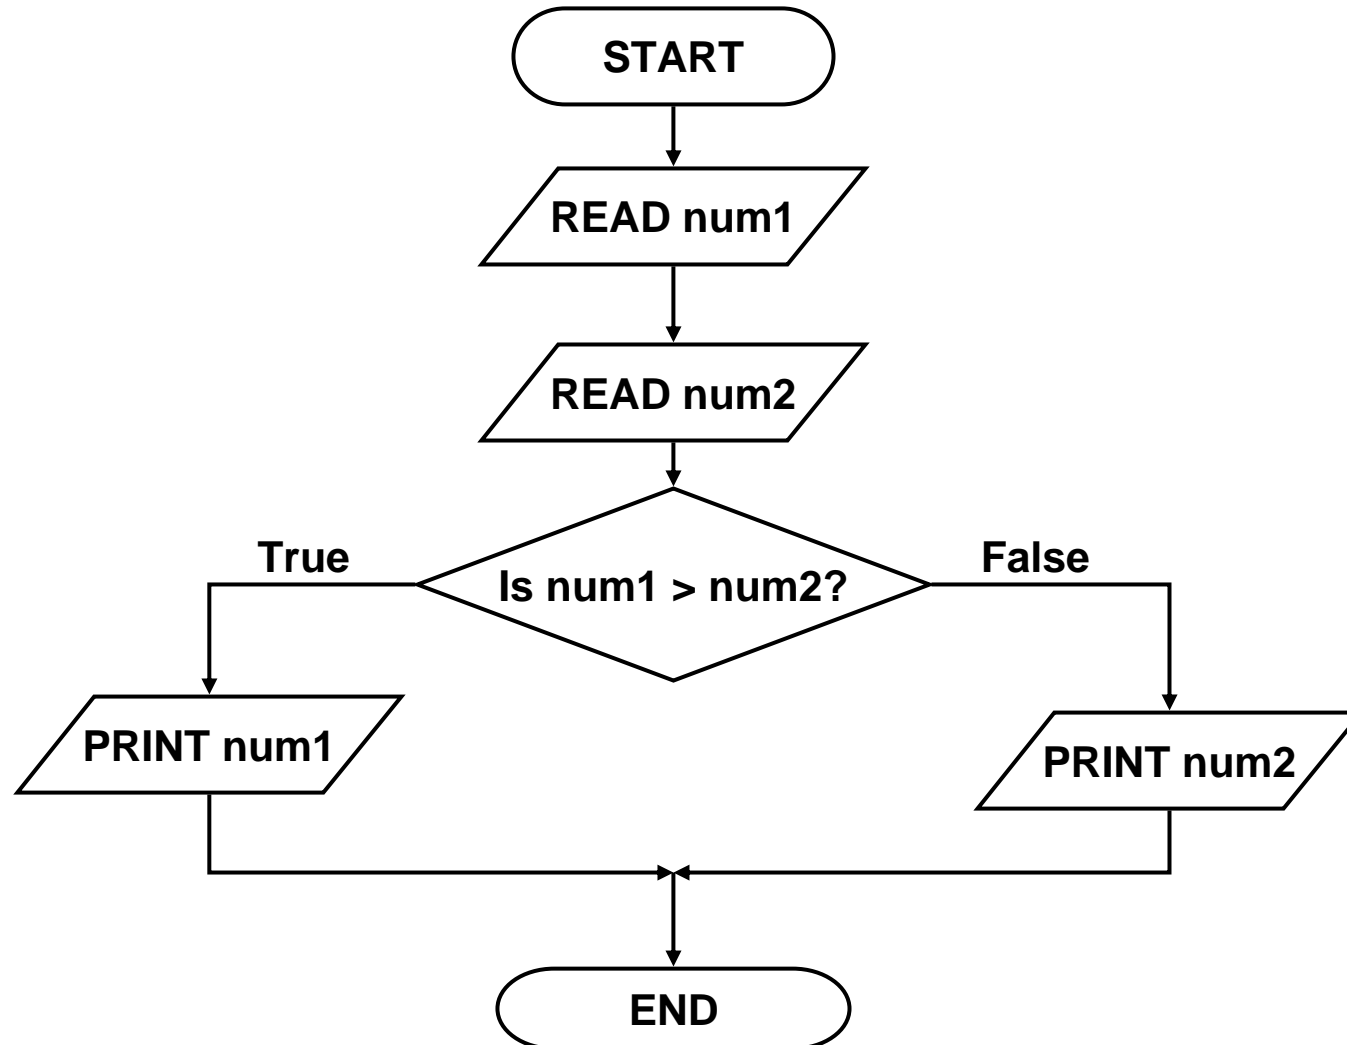 START
READ num1
READ num2
True
Is num1 > num2?
False
PRINT num1
PRINT num2
END